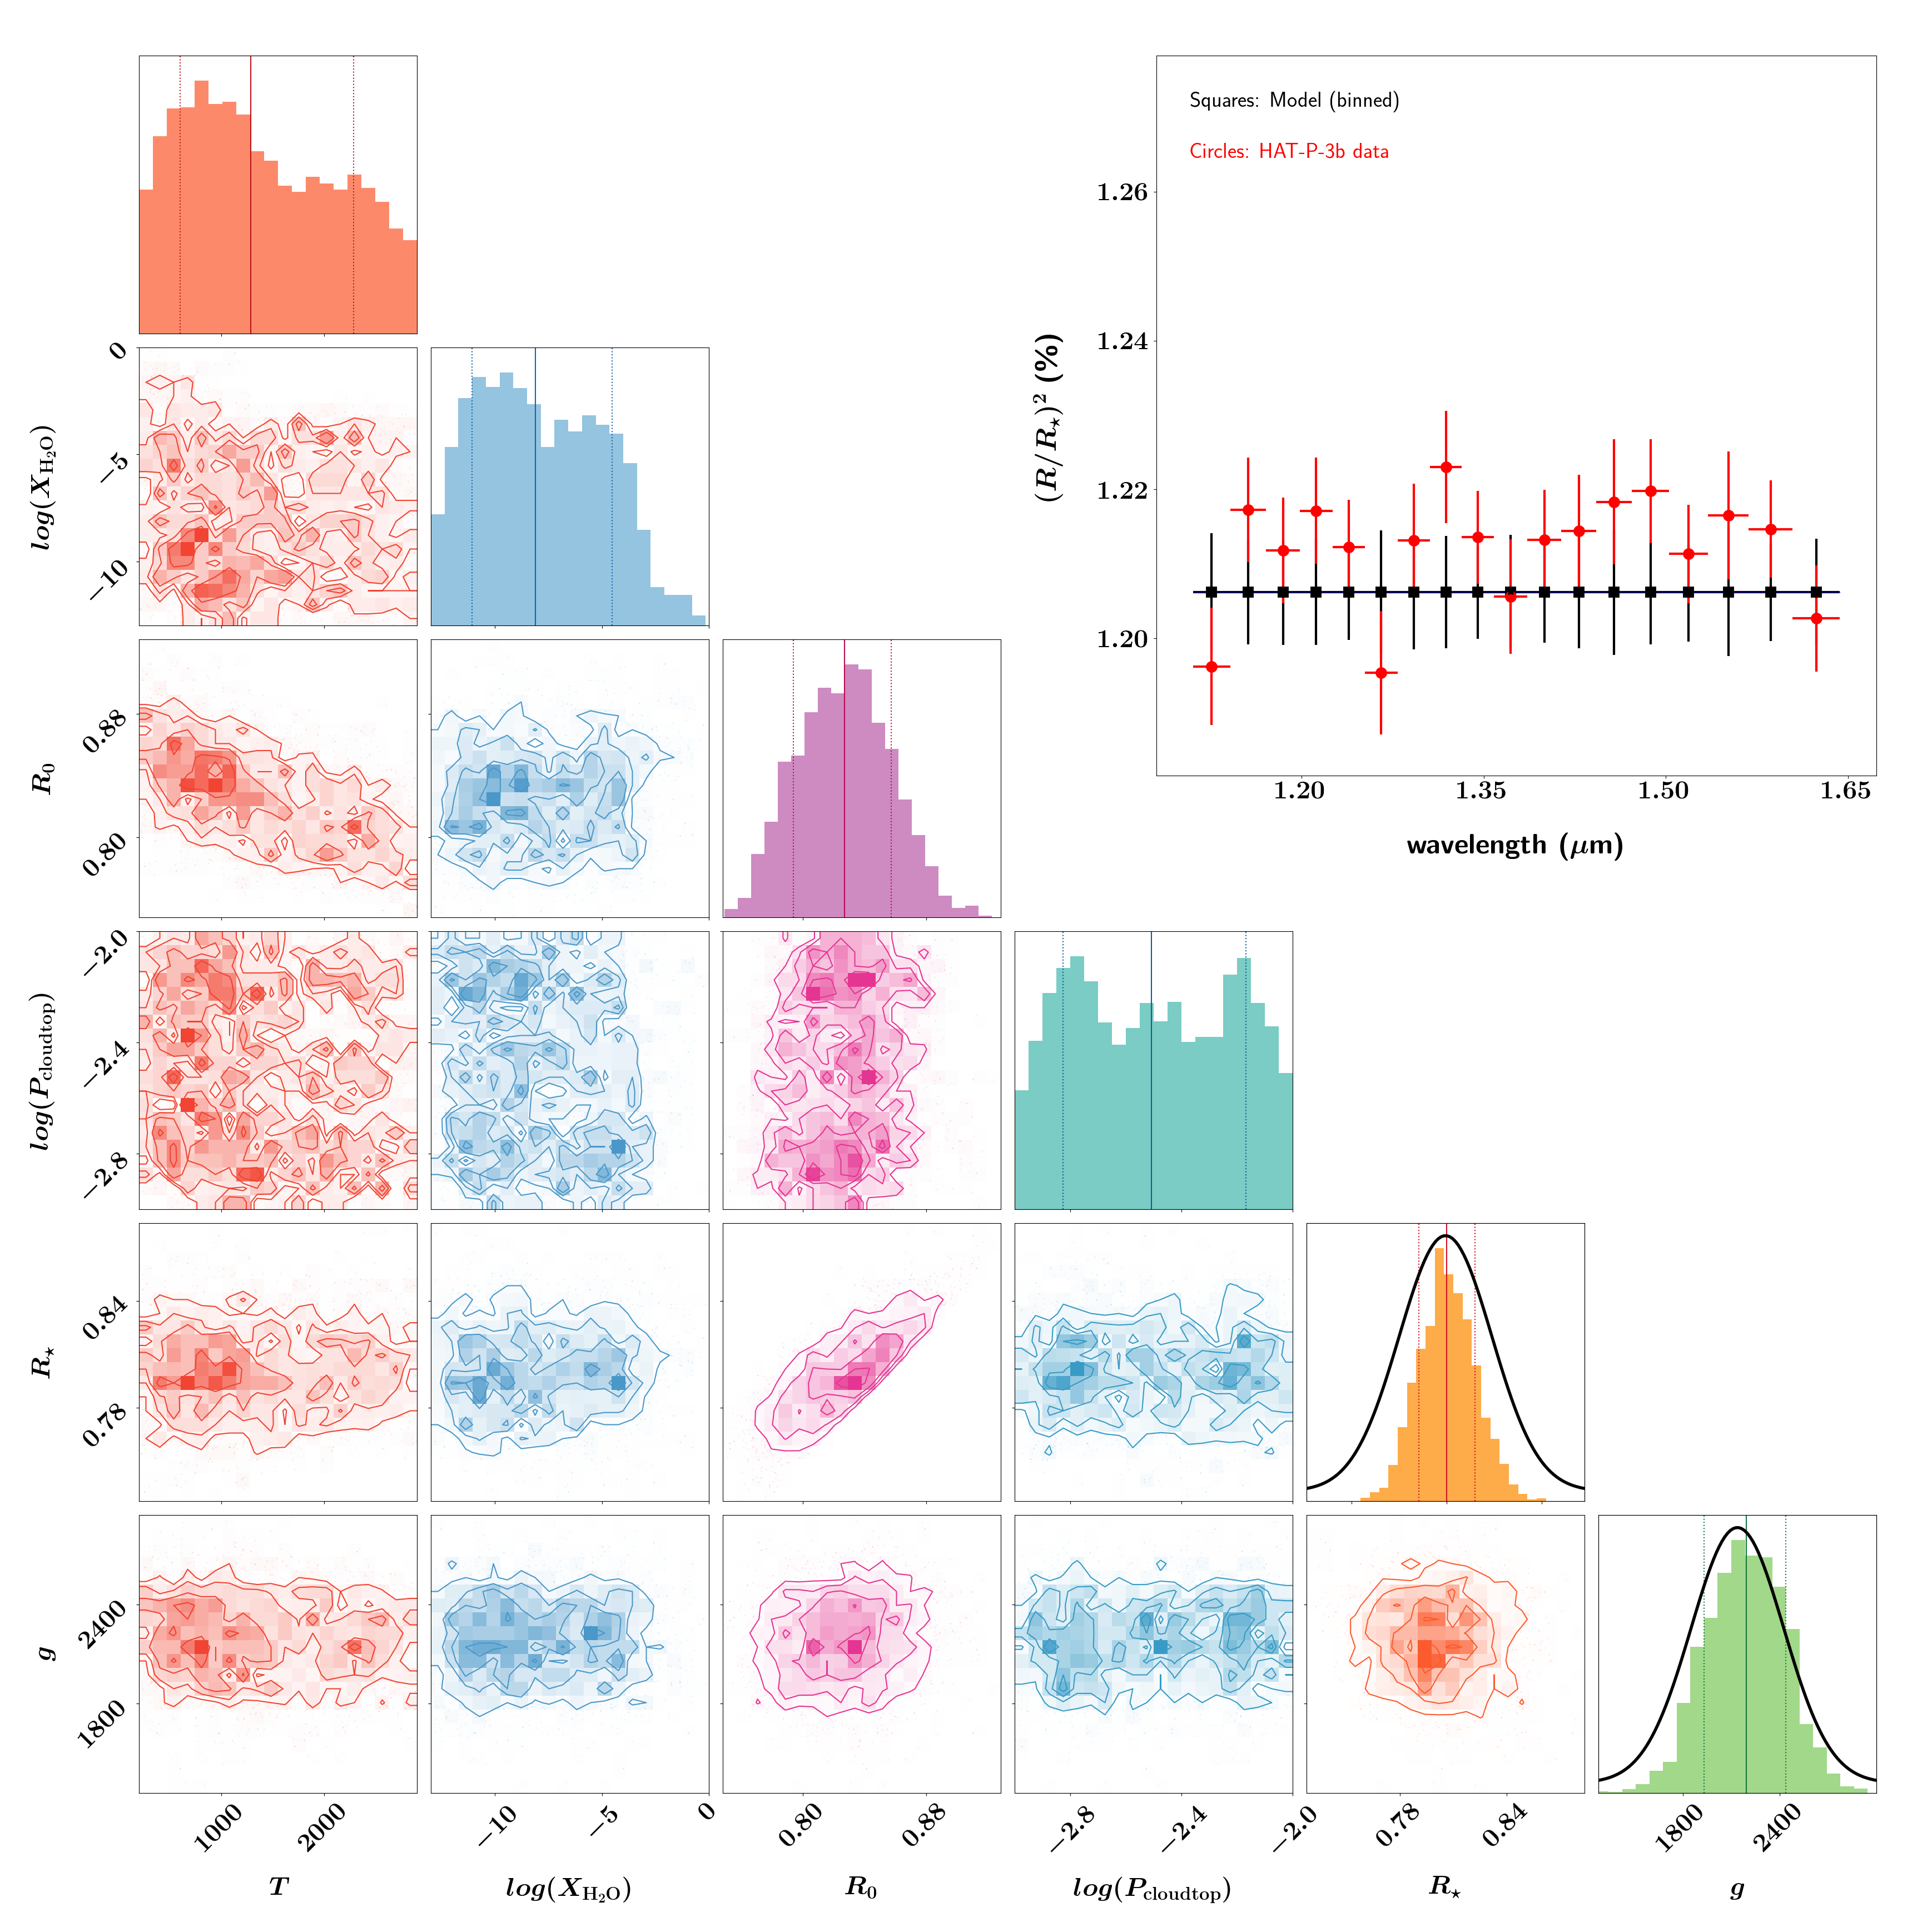 Squares: Model (binned)
Circles: HAT-P-3b data
1.26
1.24
1.22
1.20
(R/R⋆)² (%)
1.20 1.35 1.50 1.65
wavelength (μm)
0
−5
−10
log(X_H₂O)
0.88
0.80
R₀
−2.0
−2.4
−2.8
log(P_cloudtop)
0.84
0.78
R⋆
2400
1800
g
1000 2000 −10 −5 0 0.80 0.88 −2.8 −2.4 −2.0 0.78 0.84 1800 2400
T log(X_H₂O) R₀ log(P_cloudtop) R⋆ g